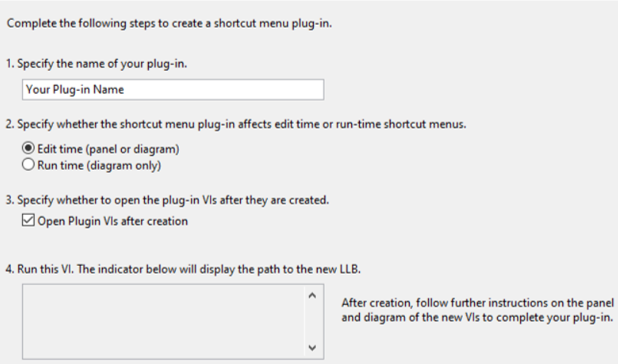 Complete the following steps to create a shortcut menu plug-in.
1. Specify the name of your plug-in.
Your Plug-in Name
2. Specify whether the shortcut menu plug-in affects edit time or run-time shortcut menus.
Edit time (panel or diagram)
Run time (diagram only)
3. Specify whether to open the plug-in VIs after they are created.
Open Plugin VIs after creation
4. Run this VI. The indicator below will display the path to the new LLB.
After creation, follow further instructions on the panel
and diagram of the new VIs to complete your plug-in.